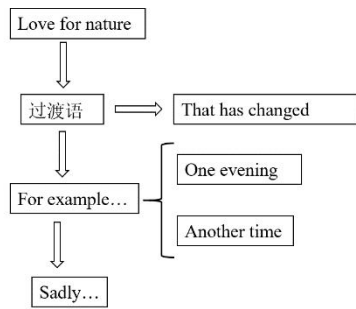 Love for nature
过渡语
That has changed
For example…
One evening
Another time
Sadly…